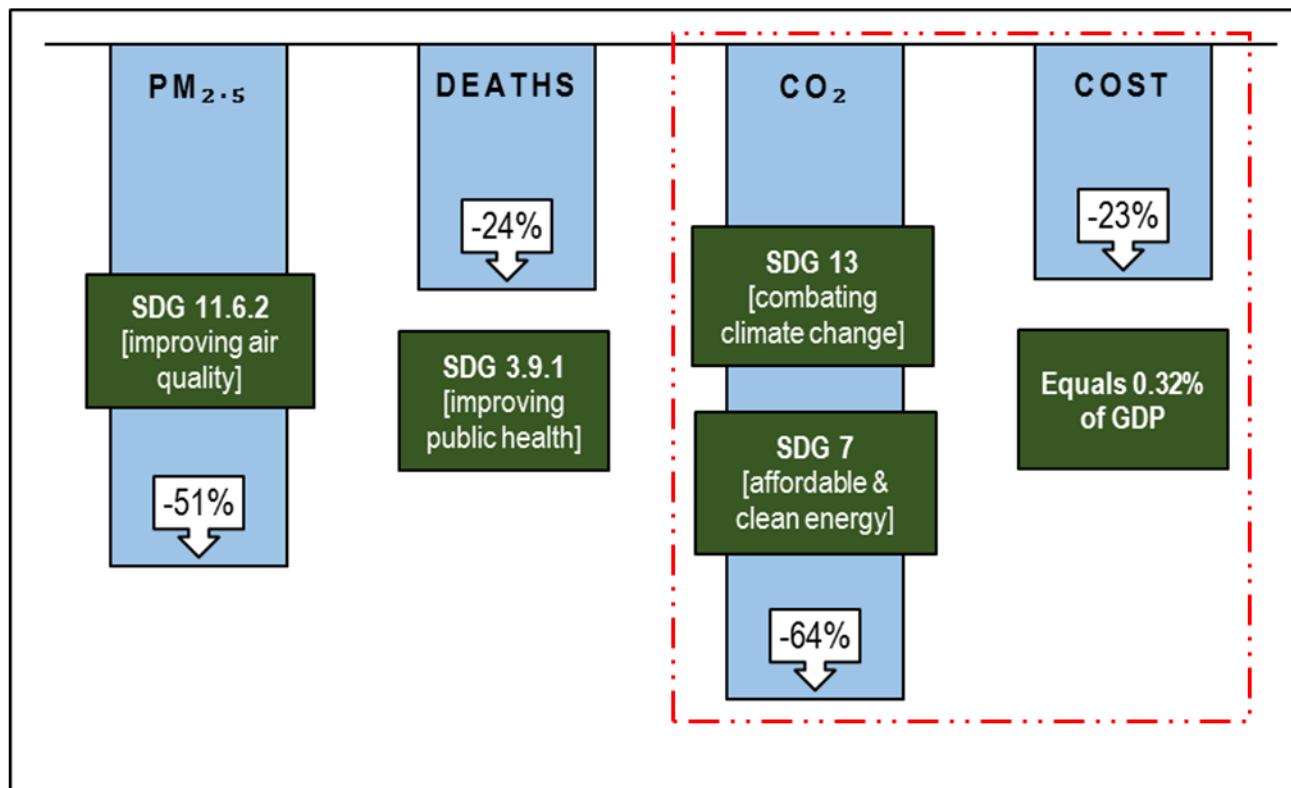 PM₂.₅
-51%
SDG 11.6.2
[improving air
quality]
DEATHS
-24%
SDG 3.9.1
[improving
public health]
CO₂
SDG 13
[combating
climate change]
SDG 7
[affordable &
clean energy]
-64%
COST
-23%
Equals 0.32%
of GDP